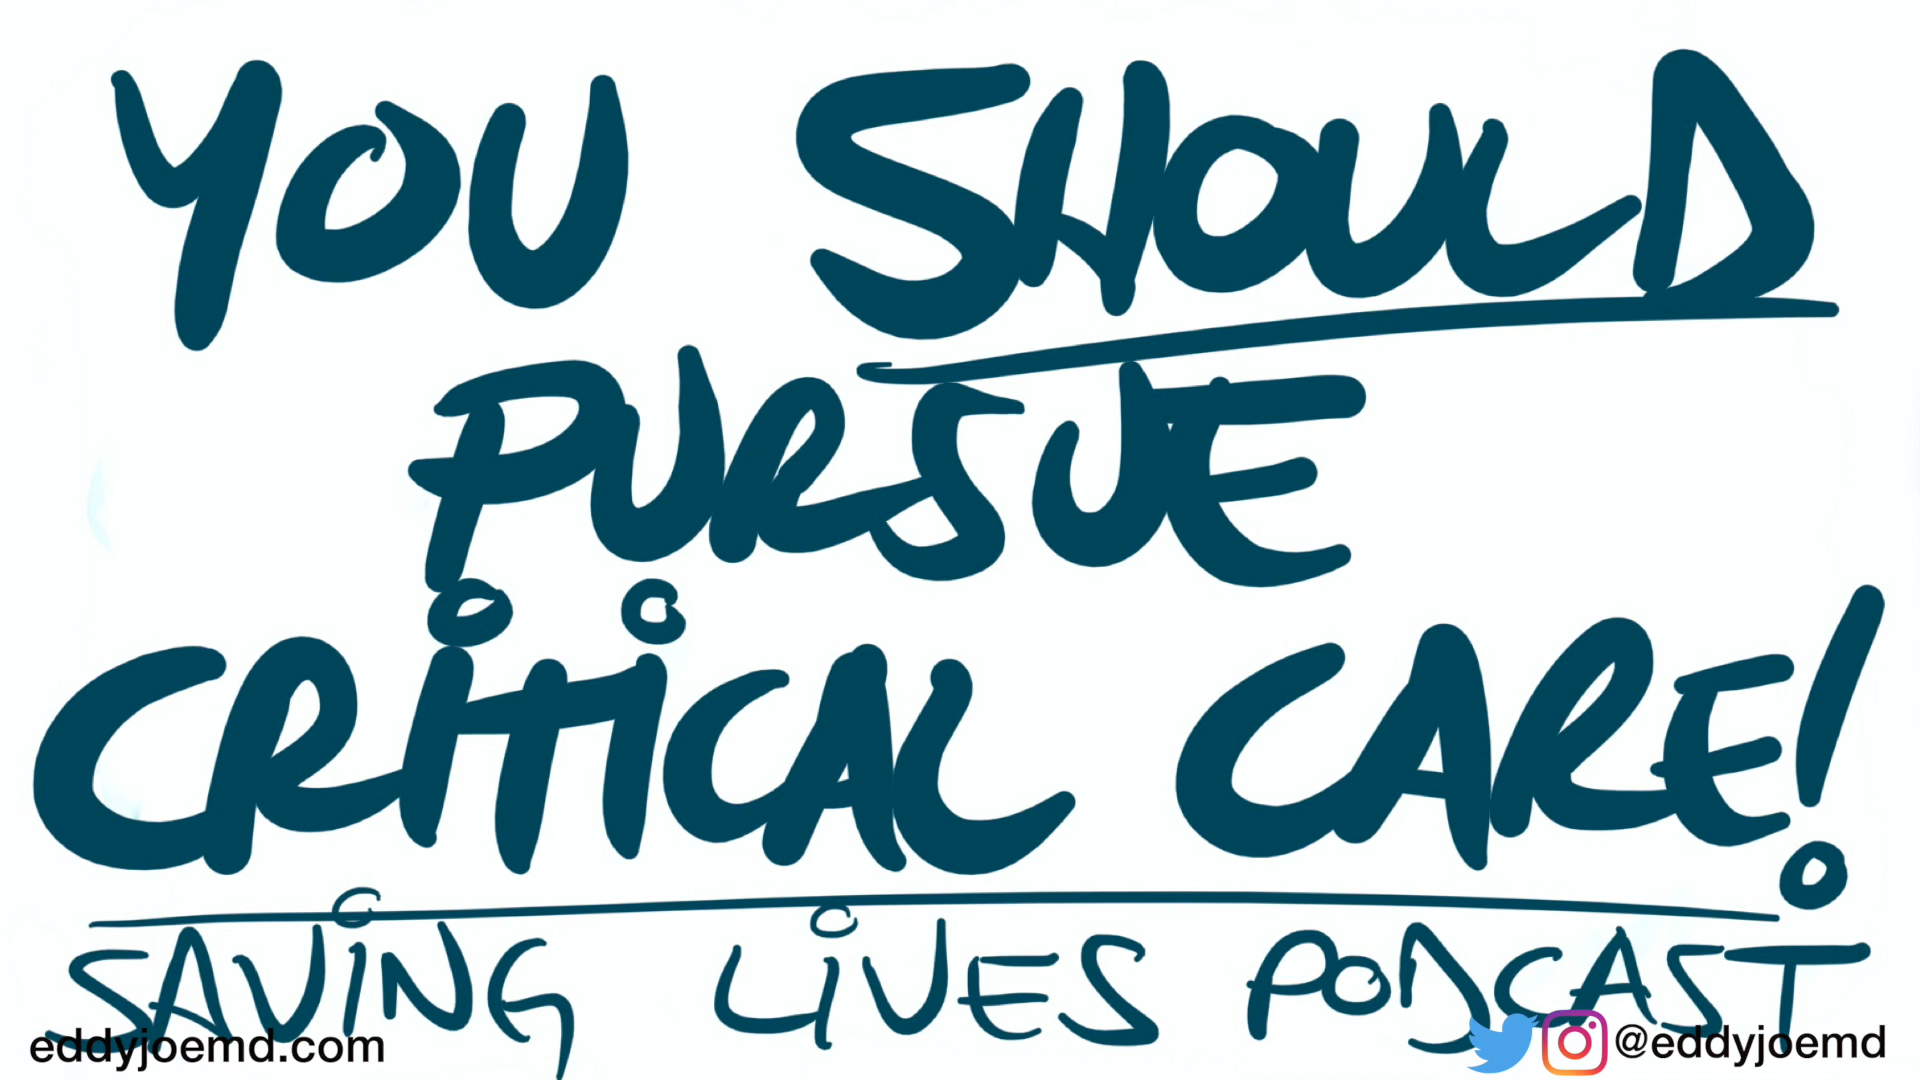 YOU SHOULD
PURSUE
CRITICAL CARE!
SAVING LIVES PODCAST
eddyjoemd.com
@eddyjoemd